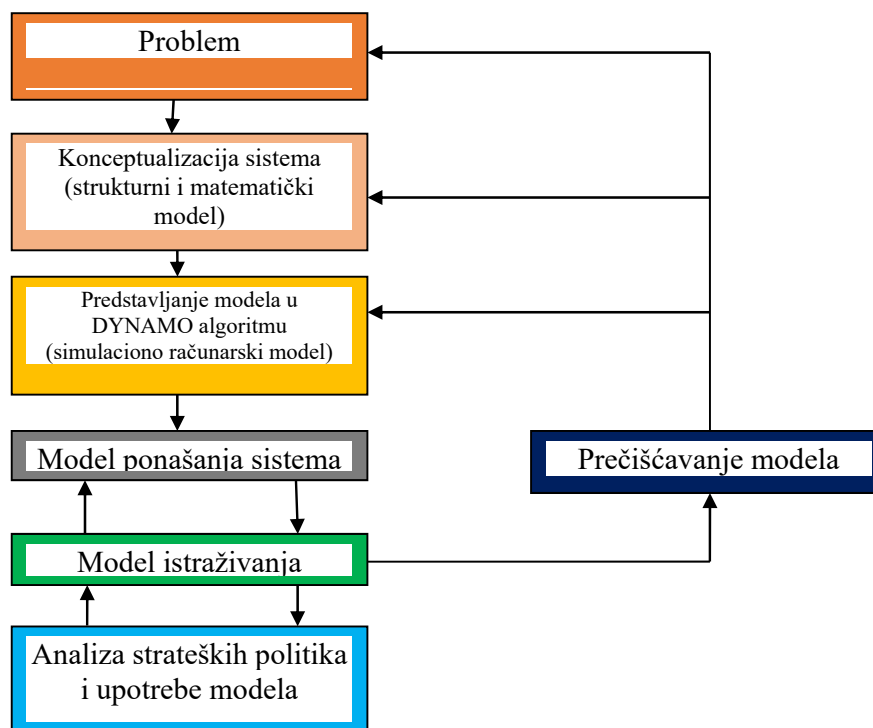 Problem
Konceptualizacija sistema
(strukturni i matematički
model)
Predstavljanje modela u
DYNAMO algoritmu
(simulaciono računarski model)
Model ponašanja sistema
Prečišćavanje modela
Model istraživanja
Analiza strateških politika
i upotrebe modela